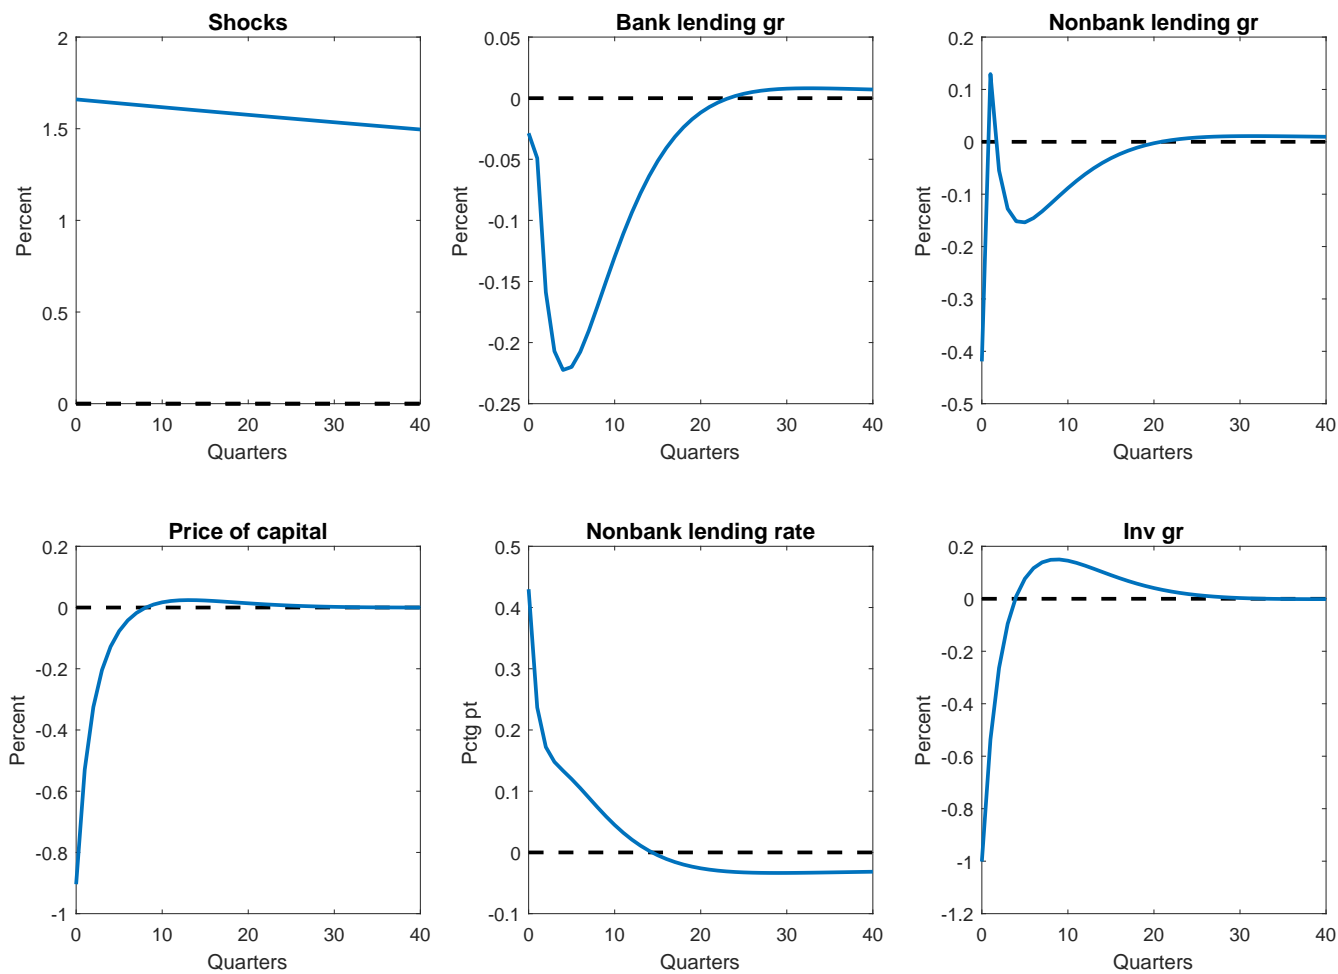 Shocks
Percent
2
1.5
1
0.5
0
0 10 20 30 40
Quarters
Bank lending gr
Percent
0.05
0
-0.05
-0.1
-0.15
-0.2
-0.25
0 10 20 30 40
Quarters
Nonbank lending gr
Percent
0.2
0.1
0
-0.1
-0.2
-0.3
-0.4
-0.5
0 10 20 30 40
Quarters
Price of capital
Percent
0.2
0
-0.2
-0.4
-0.6
-0.8
-1
0 10 20 30 40
Quarters
Nonbank lending rate
Pctg pt
0.5
0.4
0.3
0.2
0.1
0
-0.1
0 10 20 30 40
Quarters
Inv gr
Percent
0.2
0
-0.2
-0.4
-0.6
-0.8
-1
-1.2
0 10 20 30 40
Quarters